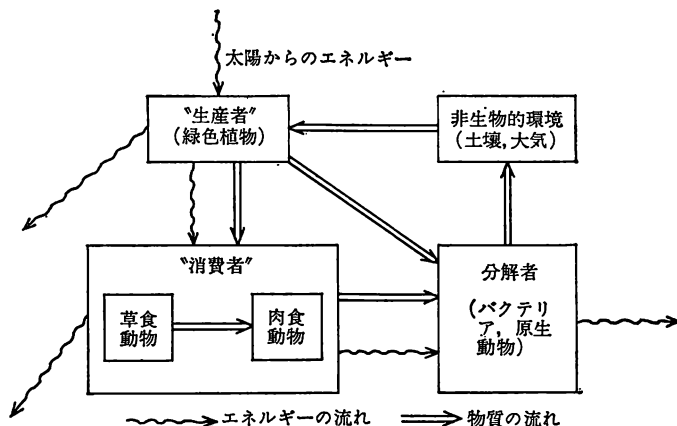 太陽からのエネルギー
〝生産者〟
(緑色植物)
非生物的環境
(土壌,大気)
〝消費者〟
草食
動物
肉食
動物
分解者
(バクテリ
ア,原生
動物)
エネルギーの流れ
物質の流れ